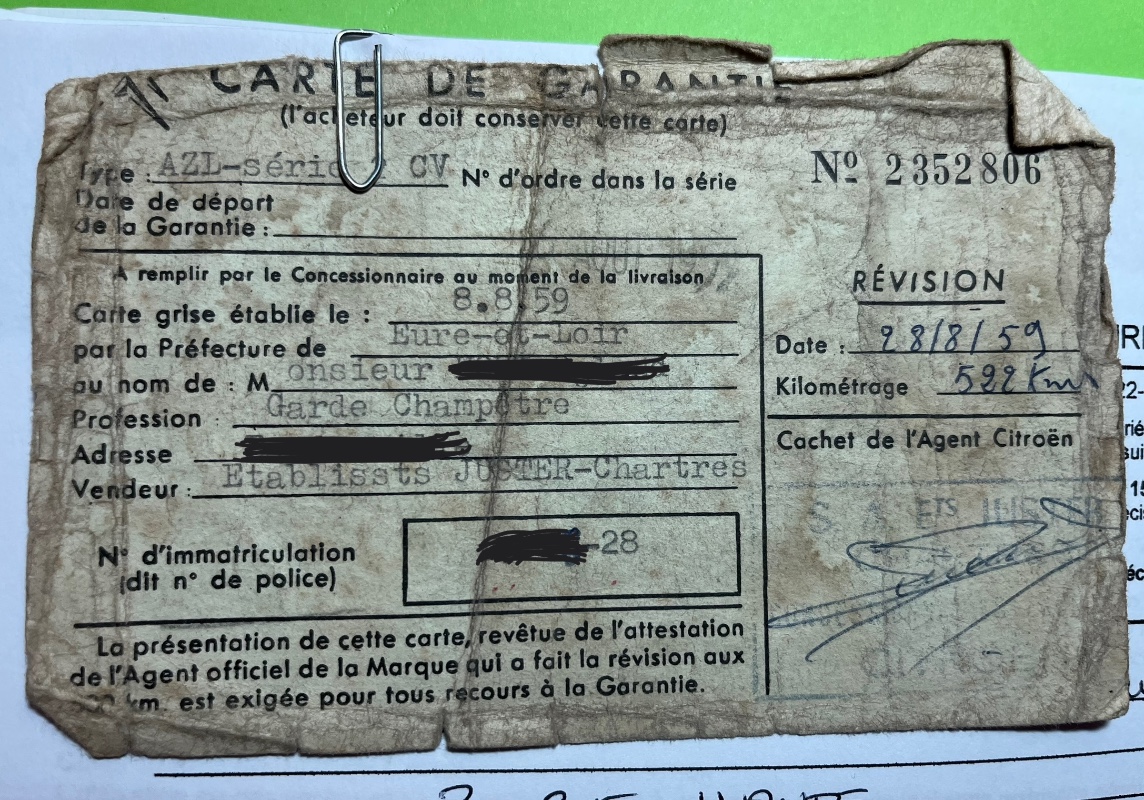 CARTE DE GARANTIE
(l'acheteur doit conserver cette carte)
Type : AZL-série 2 CV N° d'ordre dans la série
Nº 2352806
Date de départ
de la Garantie :
A remplir par le Concessionnaire au moment de la livraison
Carte grise établie le : 8.8.59
par la Préfecture de Eure-et-Loir
au nom de : Monsieur
Profession : Garde Champêtre
Adresse
Vendeur : Etablissts JUSTER-Chartres
N° d'immatriculation
(dit n° de police)
-28
La présentation de cette carte, revêtue de l'attestation
de l'Agent officiel de la Marque qui a fait la révision aux
km. est exigée pour tous recours à la Garantie.
RÉVISION
Date : 28/8/59
Kilométrage 522 Kms
Cachet de l'Agent Citroën
S. A. ETS JUSTER